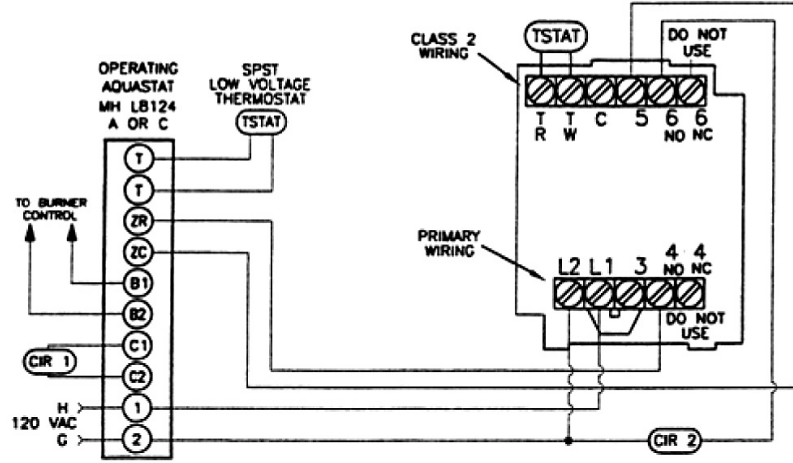 CLASS 2
WIRING
TSTAT
DO NOT
USE
OPERATING
AQUASTAT
MH L8124
A OR C
SPST
LOW VOLTAGE
THERMOSTAT
TSTAT
T T C 5 6 6
R W NO NC
T
T
TO BURNER
CONTROL
ZR
ZC
PRIMARY
WIRING
L2 L1 3 4 4
NO NC
B1
B2
DO NOT
USE
C1
CIR 1
C2
H
1
120 VAC
G
2
CIR 2